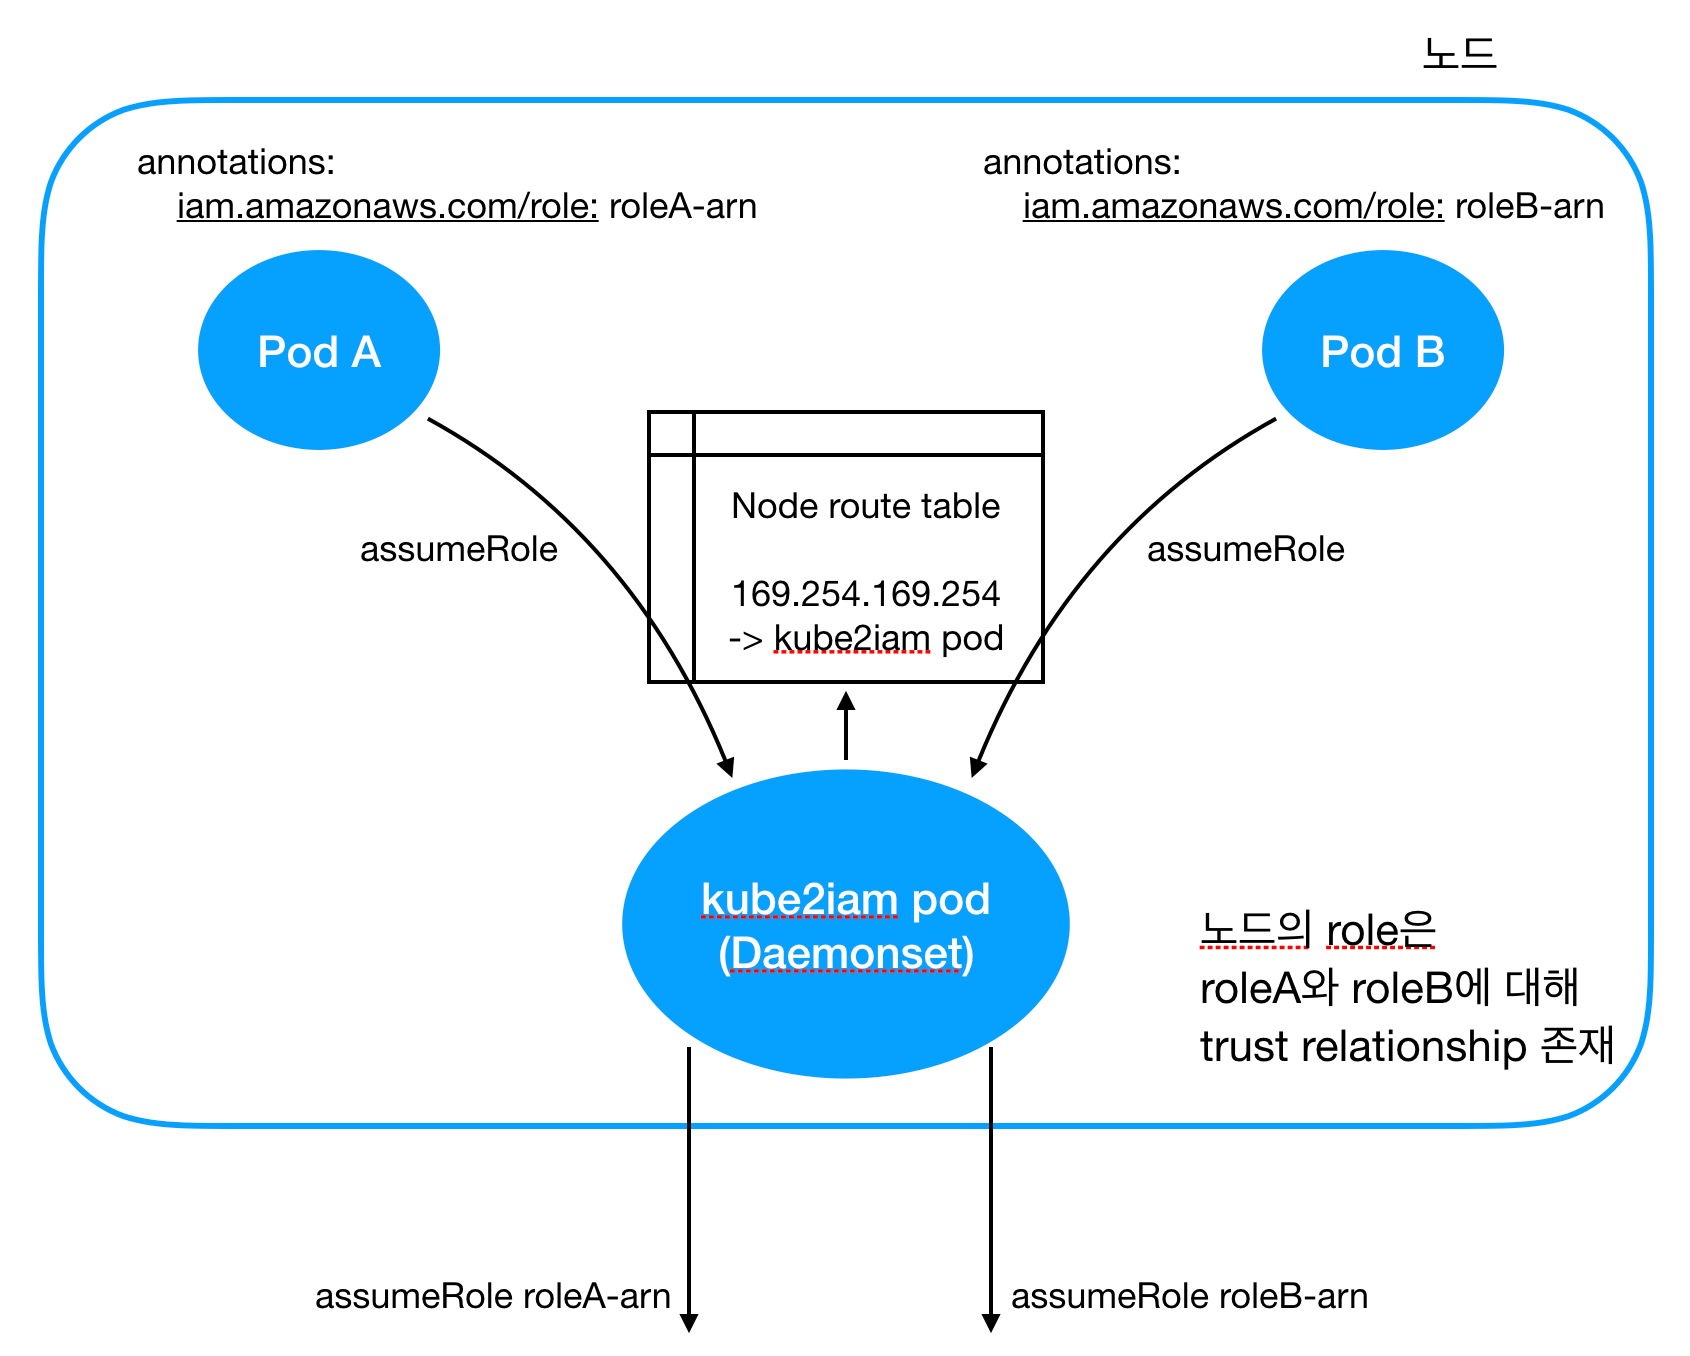 노드
annotations:
iam.amazonaws.com/role: roleA-arn
annotations:
iam.amazonaws.com/role: roleB-arn
Pod A
Pod B
Node route table
169.254.169.254
-> kube2iam pod
assumeRole
assumeRole
kube2iam pod
(Daemonset)
노드의 role은
roleA와 roleB에 대해
trust relationship 존재
assumeRole roleA-arn
assumeRole roleB-arn